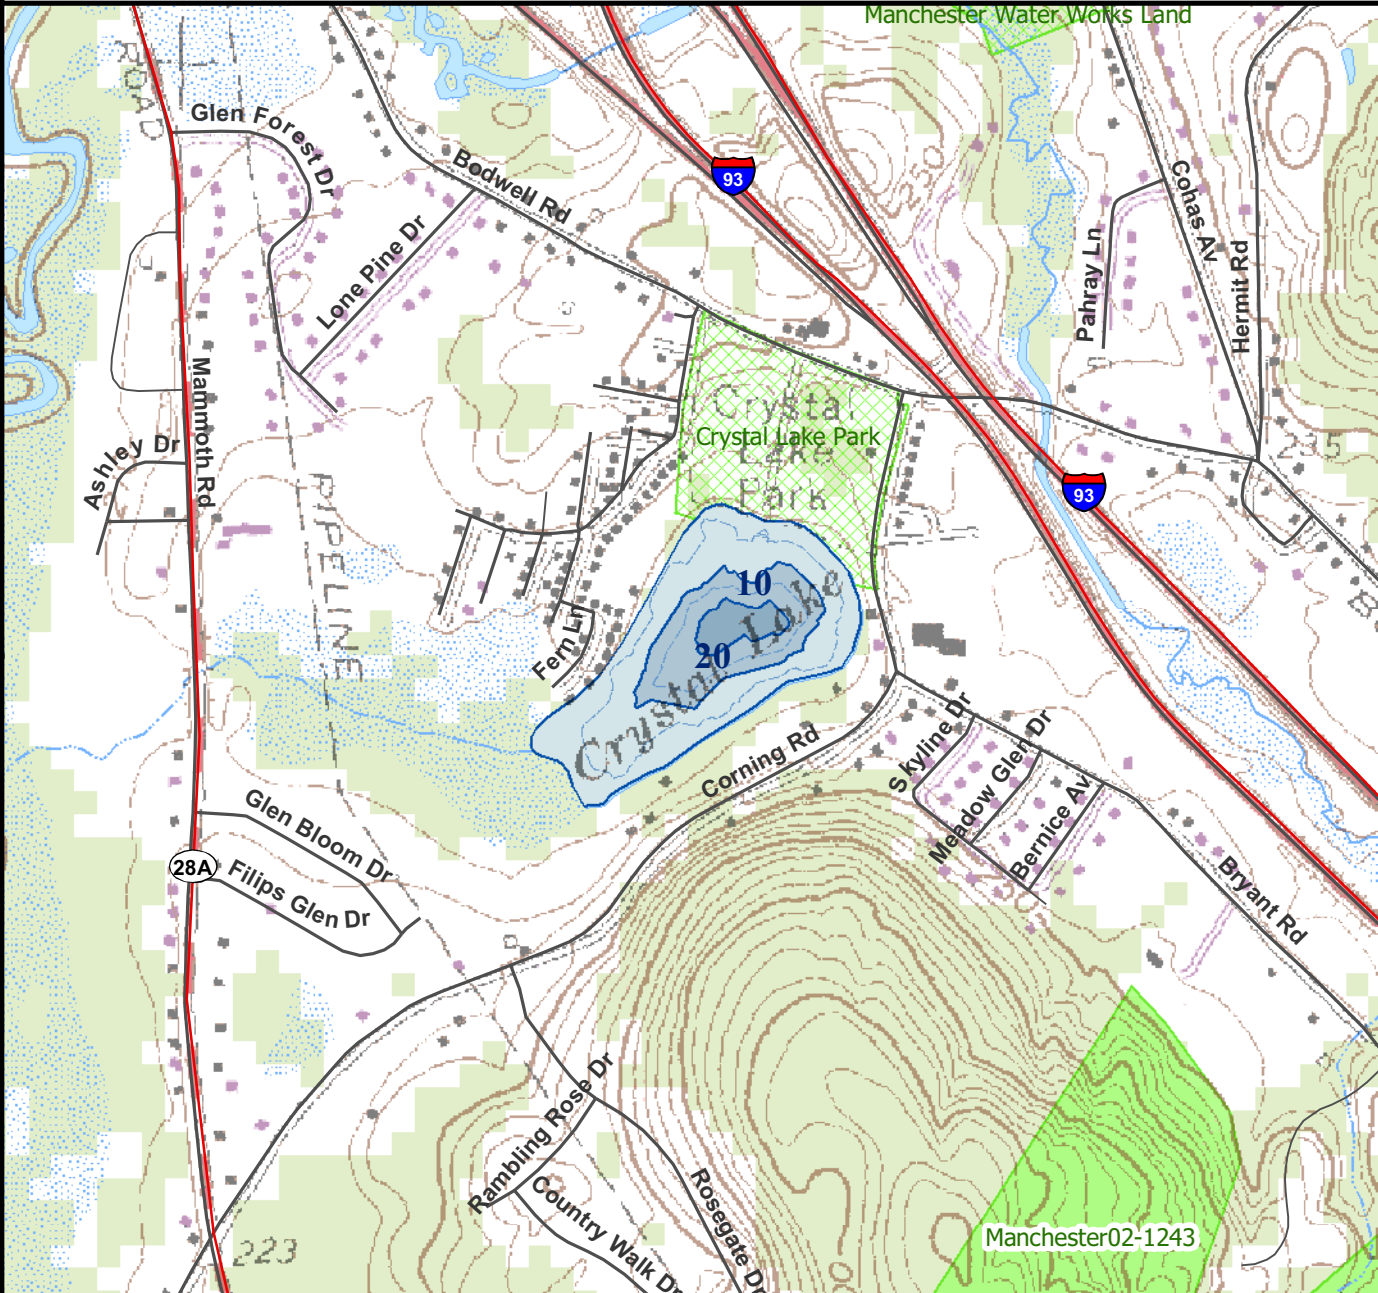 Manchester Water Works Land
ROAD
Glen Forest Dr
Bodwell Rd
93
Cohas Av
Lone Pine Dr
Pahray Ln
Hermit Rd
Mammoth Rd
Crystal
Lake
Park
Crystal Lake Park
Ashley Dr
235
93
PIPELINE
10
20
Crystal Lake
Fern Ln
Corning Rd
Skyline Dr
Meadow Glen Dr
Bernice Av
Glen Bloom Dr
28A
Filips Glen Dr
Bryant Rd
Rambling Rose Dr
Country Walk Dr
Rosegate Dr
Manchester02-1243
223